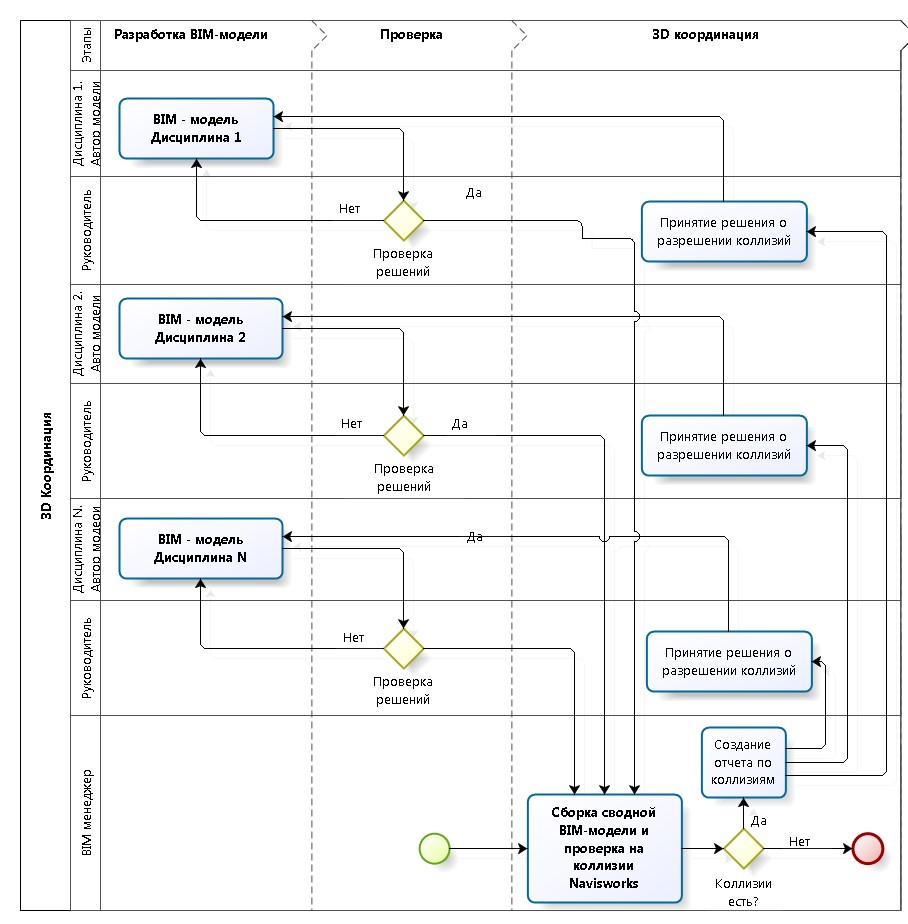 3D Координация
Этапы
Разработка BIM-модели
Проверка
3D координация
Дисциплина 1.
Автор модели
BIM - модель
Дисциплина 1
Руководитель
Нет
Да
Проверка
решений
Принятие решения о
разрешении коллизий
Дисциплина 2.
Авто модели
BIM - модель
Дисциплина 2
Руководитель
Нет
Да
Проверка
решений
Принятие решения о
разрешении коллизий
Дисциплина N.
Автор модеои
BIM - модель
Дисциплина N
Да
Руководитель
Нет
Проверка
решений
Принятие решения о
разрешении коллизий
BIM менеджер
Создание
отчета по
коллизиям
Сборка сводной
BIM-модели и
проверка на
коллизии
Navisworks
Да
Нет
Коллизии
есть?